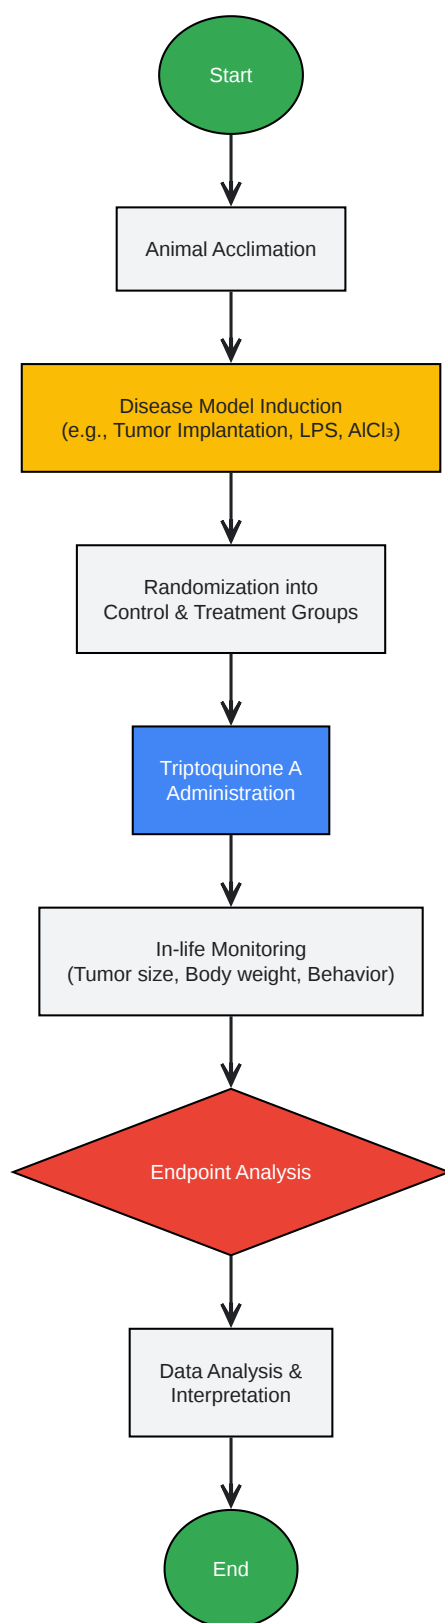 Start
Animal Acclimation
Disease Model Induction
(e.g., Tumor Implantation, LPS, AlCl₃)
Randomization into
Control & Treatment Groups
Triptoquinone A
Administration
In-life Monitoring
(Tumor size, Body weight, Behavior)
Endpoint Analysis
Data Analysis &
Interpretation
End